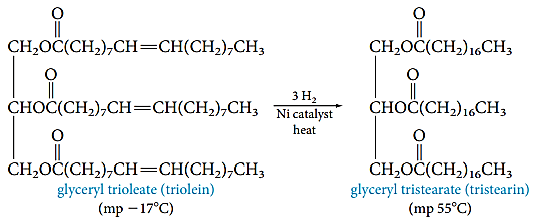 O O
CH₂OC(CH₂)₇CH=CH(CH₂)₇CH₃ CH₂OC(CH₂)₁₆CH₃
O O
CHOC(CH₂)₇CH=CH(CH₂)₇CH₃ 3 H₂ CHOC(CH₂)₁₆CH₃
Ni catalyst
heat
O O
CH₂OC(CH₂)₇CH=CH(CH₂)₇CH₃ CH₂OC(CH₂)₁₆CH₃
glyceryl trioleate (triolein) glyceryl tristearate (tristearin)
(mp −17°C) (mp 55°C)